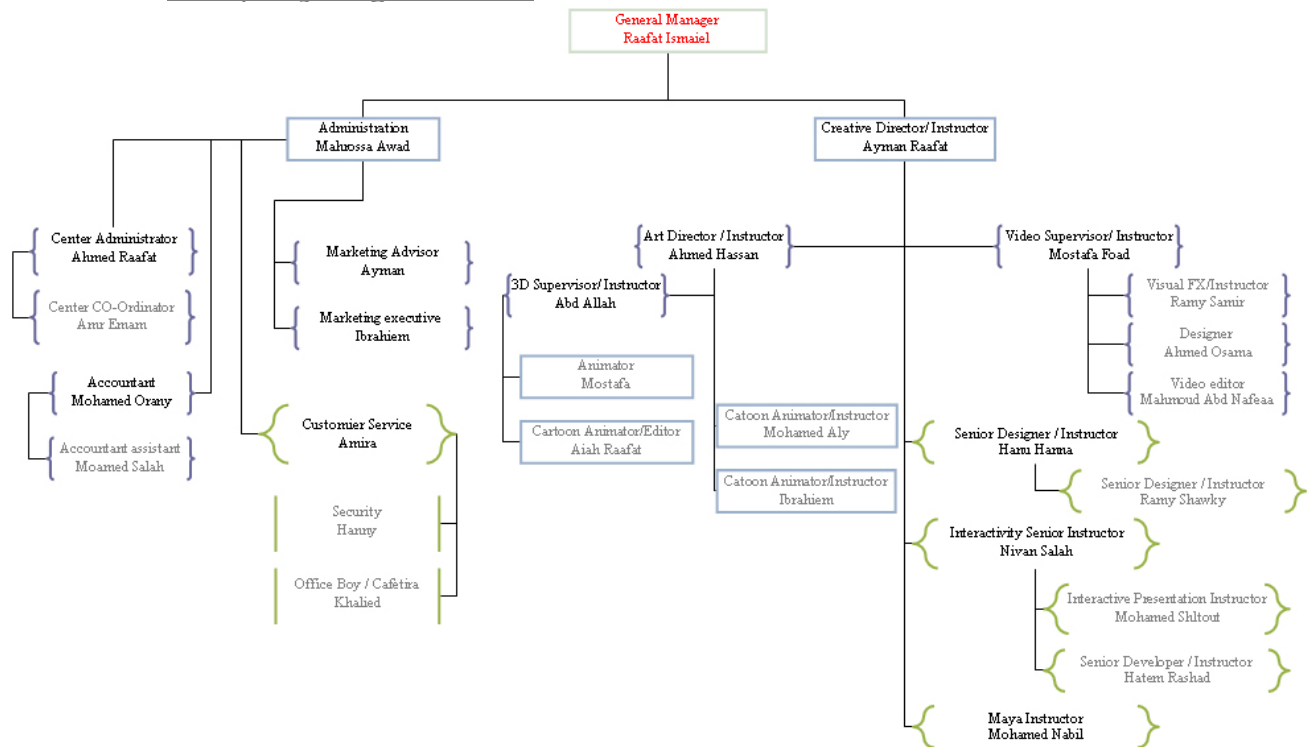 General Manager
Raafat Ismaiel
Administration
Mahrossa Awad
Creative Director/ Instructor
Ayman Raafat
Center Administrator
Ahmed Raafat
Center CO-Ordinator
Amr Emam
Accountant
Mohamed Orany
Accountant assistant
Moamed Salah
Marketing Advisor
Ayman
Marketing executive
Ibrahiem
Customier Service
Amira
Security
Hanny
Office Boy / Cafetira
Khalied
Art Director / Instructor
Ahmed Hassan
3D Supervisor/ Instructor
Abd Allah
Animator
Mostafa
Cartoon Animator/Editor
Aiah Raafat
Catoon Animator/Instructor
Mohamed Aly
Catoon Animator/Instructor
Ibrahiem
Video Supervisor/ Instructor
Mostafa Foad
Visual FX/Instructor
Ramy Samir
Designer
Ahmed Osama
Video editor
Mahmoud Abd Nafeaa
Senior Designer / Instructor
Hanu Hanna
Senior Designer / Instructor
Ramy Shawky
Interactivity Senior Instructor
Nivan Salah
Interactive Presentation Instructor
Mohamed Shltout
Senior Developer / Instructor
Hatem Rashad
Maya Instructor
Mohamed Nabil